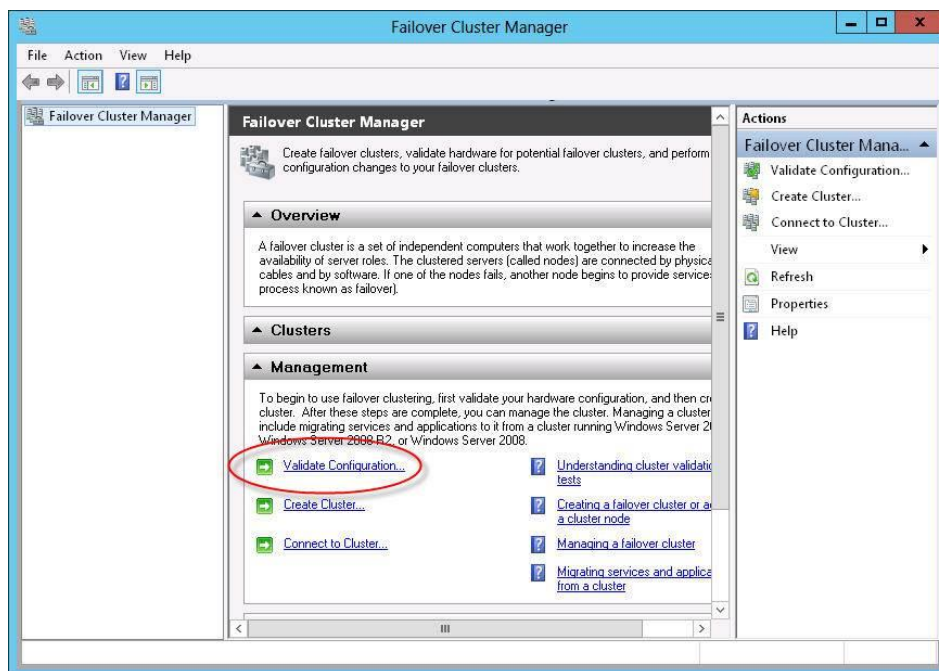 Failover Cluster Manager
File Action View Help
Failover Cluster Manager
Failover Cluster Manager
Create failover clusters, validate hardware for potential failover clusters, and perform
configuration changes to your failover clusters.
Overview
A failover cluster is a set of independent computers that work together to increase the
availability of server roles. The clustered servers (called nodes) are connected by physica
cables and by software. If one of the nodes fails, another node begins to provide service
process known as failover).
Clusters
Management
To begin to use failover clustering, first validate your hardware configuration, and then cre
cluster. After these steps are complete, you can manage the cluster. Managing a cluster
include migrating services and applications to it from a cluster running Windows Server 20
Windows Server 2008 R2, or Windows Server 2008.
Validate Configuration...
Create Cluster...
Connect to Cluster...
Understanding cluster validatio
tests
Creating a failover cluster or a
a cluster node
Managing a failover cluster
Migrating services and applica
from a cluster
Actions
Failover Cluster Mana...
Validate Configuration...
Create Cluster...
Connect to Cluster...
View
Refresh
Properties
Help